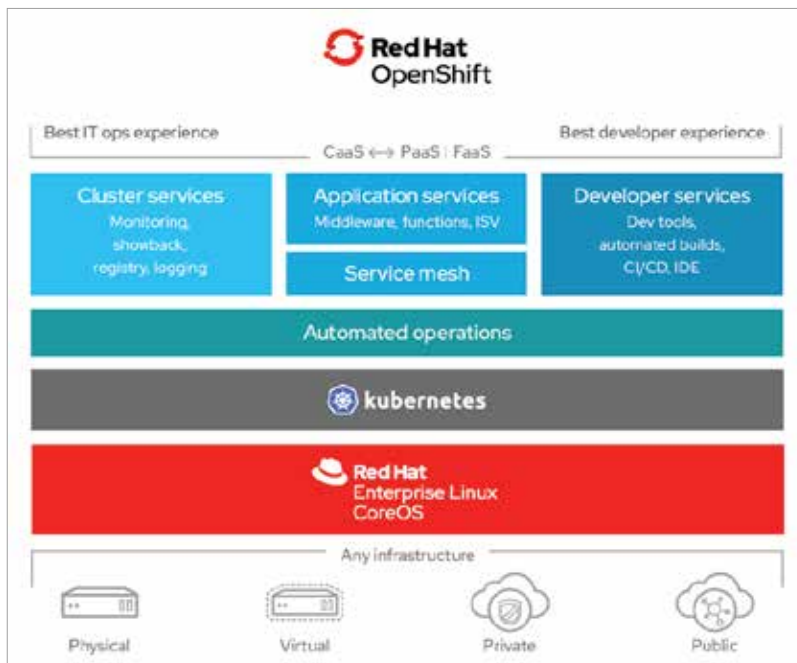 Red Hat
OpenShift
Best IT ops experience
Best developer experience
CaaS ↔ PaaS | FaaS
Cluster services
Monitoring,
showback,
registry, logging
Application services
Middleware, functions, ISV
Service mesh
Developer services
Dev tools,
automated builds,
CI/CD, IDE
Automated operations
kubernetes
Red Hat
Enterprise Linux
CoreOS
Any infrastructure
Physical
Virtual
Private
Public